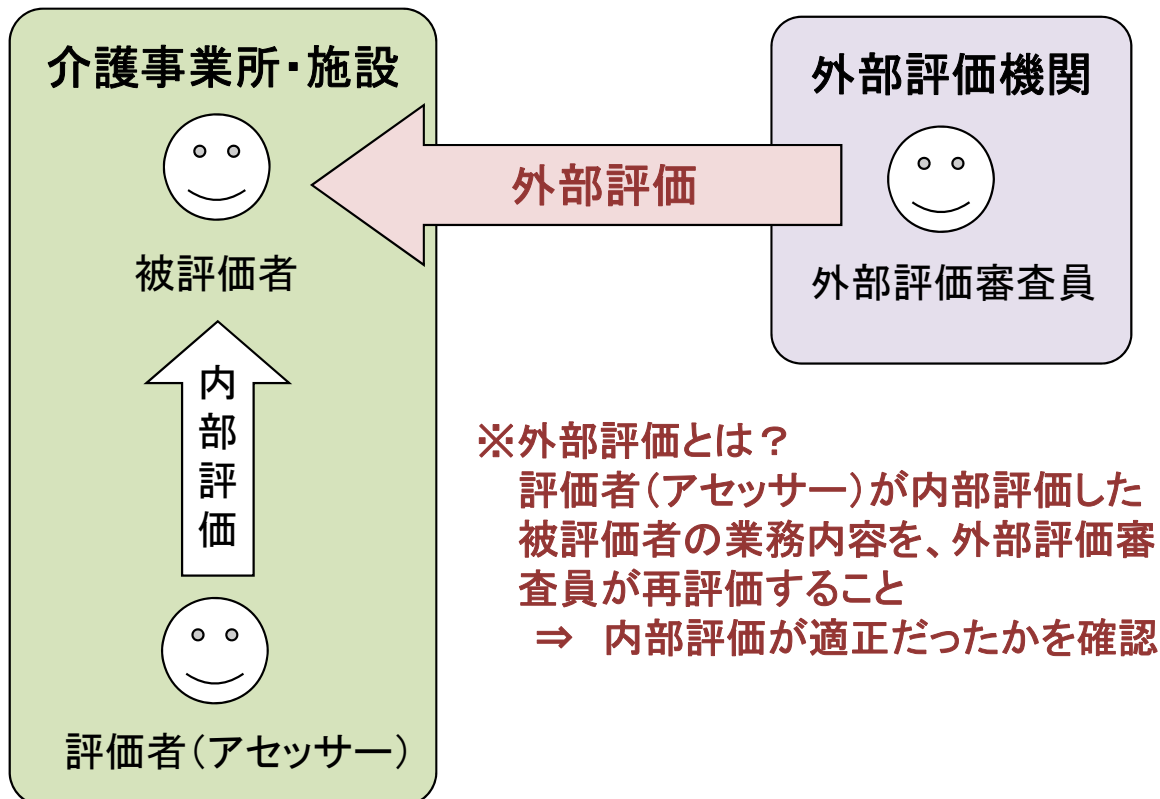 介護事業所・施設
被評価者
内部評価
評価者(アセッサー)
外部評価
外部評価機関
外部評価審査員
※外部評価とは？
評価者(アセッサー)が内部評価した
被評価者の業務内容を、外部評価審
査員が再評価すること
⇒ 内部評価が適正だったかを確認